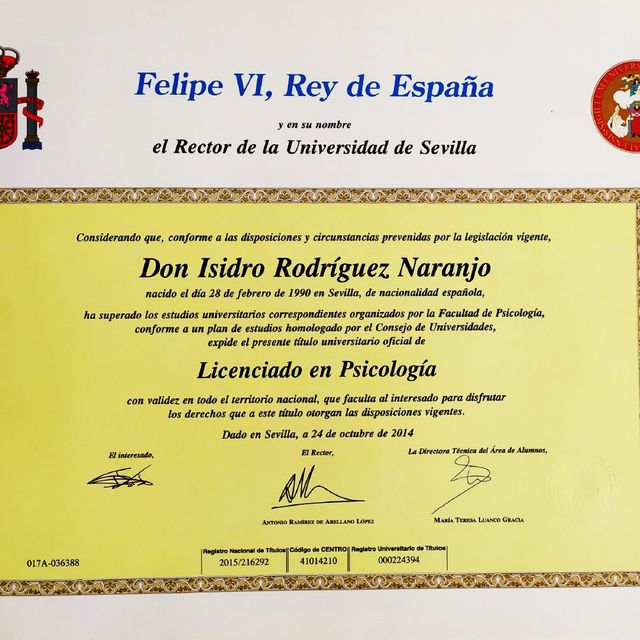 Felipe VI, Rey de España
y en su nombre
el Rector de la Universidad de Sevilla
Considerando que, conforme a las disposiciones y circunstancias prevenidas por la legislación vigente,
Don Isidro Rodríguez Naranjo
nacido el día 28 de febrero de 1990 en Sevilla, de nacionalidad española,
ha superado los estudios universitarios correspondientes organizados por la Facultad de Psicología,
conforme a un plan de estudios homologado por el Consejo de Universidades,
expide el presente título universitario oficial de
Licenciado en Psicología
con validez en todo el territorio nacional, que faculta al interesado para disfrutar
los derechos que a este título otorgan las disposiciones vigentes.
Dado en Sevilla, a 24 de octubre de 2014
El interesado, El Rector, La Directora Técnica del Área de Alumnos,
ANTONIO RAMÍREZ DE ARELLANO LÓPEZ MARÍA TERESA LUANCO GRACIA
Registro Nacional de Títulos Código de CENTRO Registro Universitario de Títulos
017A-036388 2015/216292 41014210 000224394